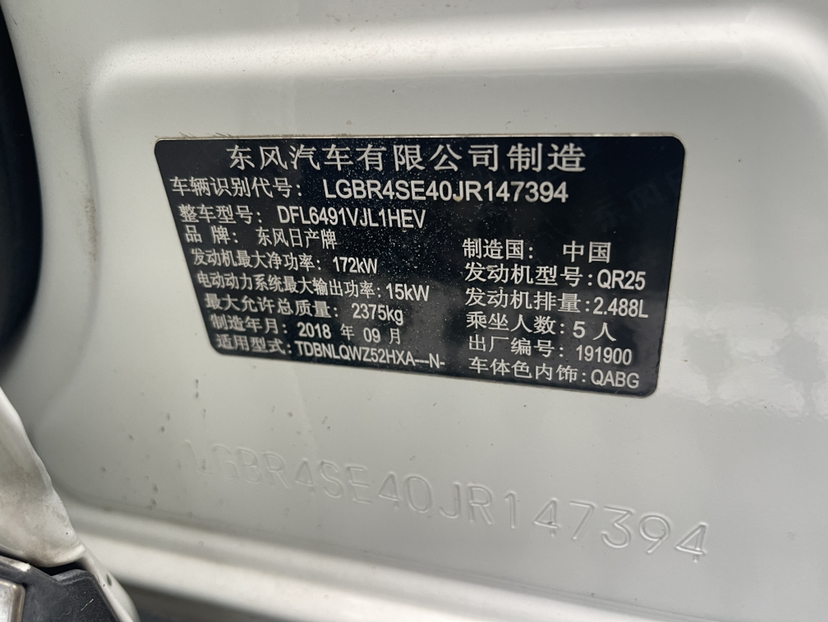 东风汽车有限公司制造
车辆识别代号: LGBR4SE40JR147394
整车型号: DFL6491VJL1HEV
品 牌: 东风日产牌
制造国: 中国
发动机最大净功率: 172kW
发动机型号:QR25
电动动力系统最大输出功率:15kW
发动机排量:2.488L
最大允许总质量: 2375kg
乘坐人数:5人
制造年月:2018 年 09 月
出厂编号:191900
适用型式:TDBNLQWZ52HXA---N-
车体色内饰:QABG
LGBR4SE40JR147394